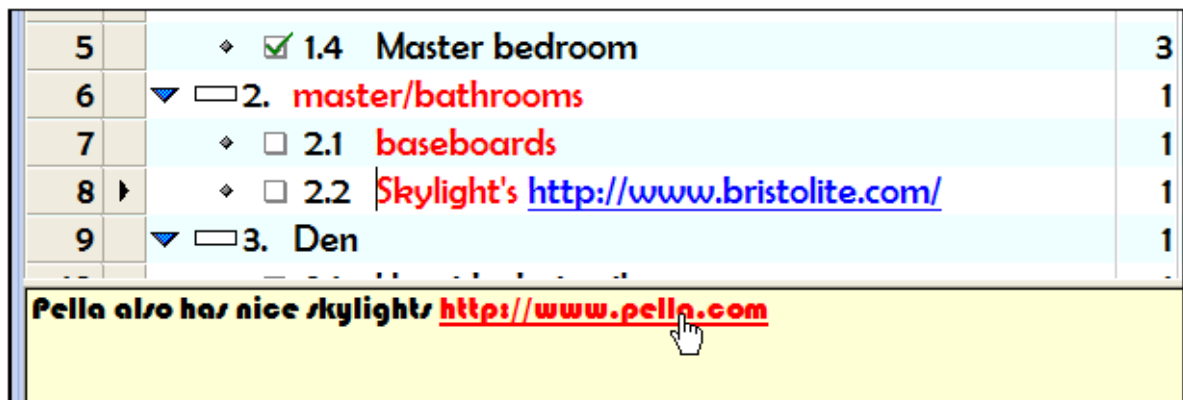 5 1.4 Master bedroom 3
6 2. master/bathrooms 1
7 2.1 baseboards 1
8 2.2 Skylight's http://www.bristolite.com/ 1
9 3. Den 1
Pella also has nice skylights http://www.pella.com